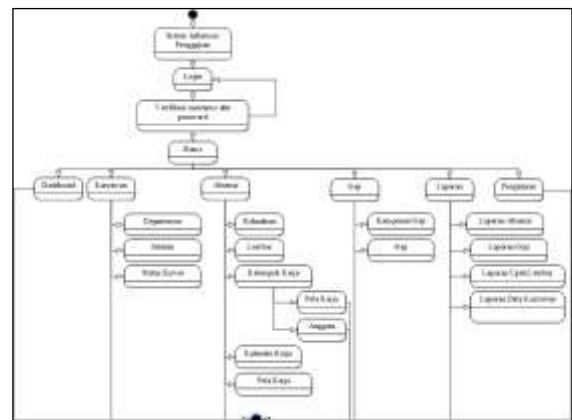 Sistem Informasi
Penggajian
Login
Verifikasi username dan
password
Menu
Dashboard
Karyawan
Absensi
Gaji
Laporan
Pengaturan
Departemen
Jabatan
Kehadiran
Lembur
Kelompok Kerja
Pola Kerja
Anggota
Kalender Kerja
Pola Kerja
Komponen Gaji
Gaji
Laporan Absensi
Laporan Gaji
Laporan
Laporan Data Karyawan